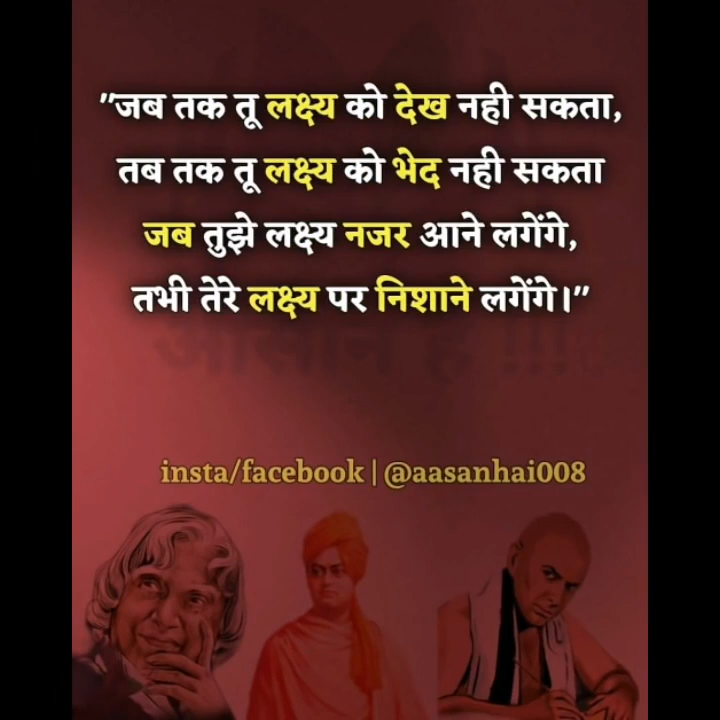 "जब तक तू लक्ष्य को देख नही सकता,
तब तक तू लक्ष्य को भेद नही सकता
जब तुझे लक्ष्य नजर आने लगेंगे,
तभी तेरे लक्ष्य पर निशाने लगेंगे।"
आसान है !!!
insta/facebook | @aasanhai008